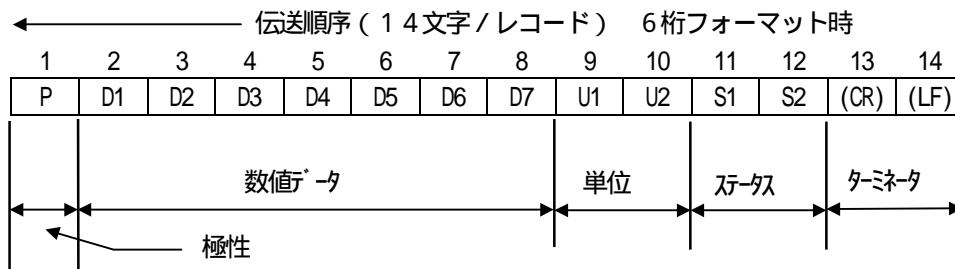 伝送順序(14文字/レコード) 6桁フォーマット時
1 2 3 4 5 6 7 8 9 10 11 12 13 14
P D1 D2 D3 D4 D5 D6 D7 U1 U2 S1 S2 (CR) (LF)
数値ﾃﾞｰﾀ 単位 ｽﾃｰﾀｽ ﾀｰﾐﾈｰﾀ
極性